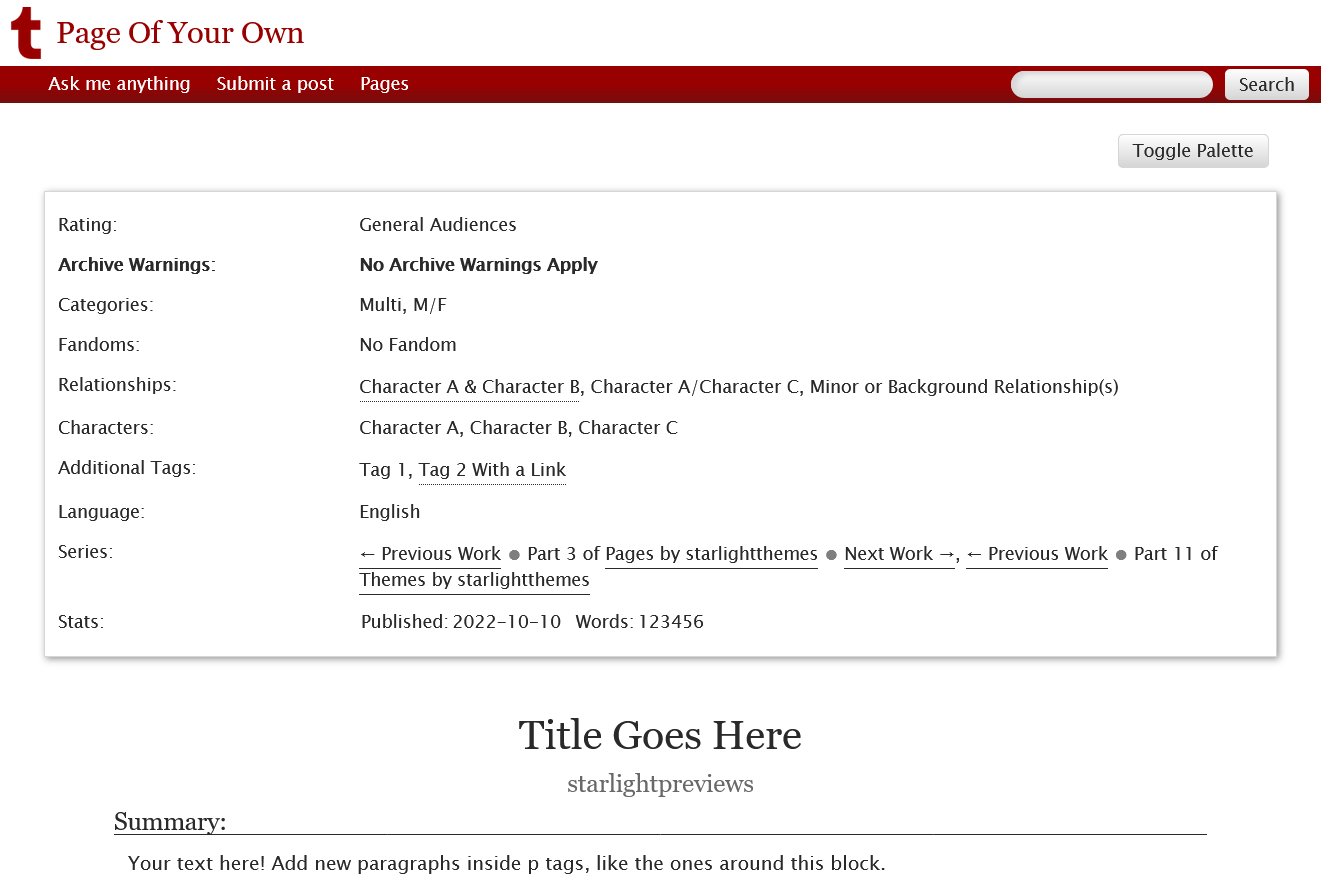 t Page Of Your Own
Ask me anything Submit a post Pages Search
Toggle Palette
Rating: General Audiences
Archive Warnings: No Archive Warnings Apply
Categories: Multi, M/F
Fandoms: No Fandom
Relationships: Character A & Character B, Character A/Character C, Minor or Background Relationship(s)
Characters: Character A, Character B, Character C
Additional Tags: Tag 1, Tag 2 With a Link
Language: English
Series: ← Previous Work ● Part 3 of Pages by starlightthemes ● Next Work →, ← Previous Work ● Part 11 of
Themes by starlightthemes
Stats: Published: 2022-10-10 Words: 123456
Title Goes Here
starlightpreviews
Summary:
Your text here! Add new paragraphs inside p tags, like the ones around this block.